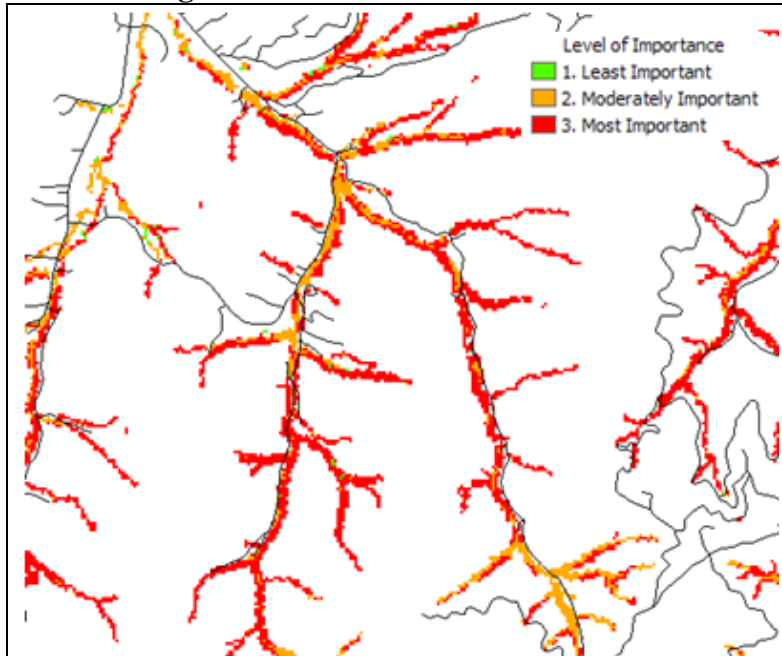 Level of Importance
1. Least Important
2. Moderately Important
3. Most Important